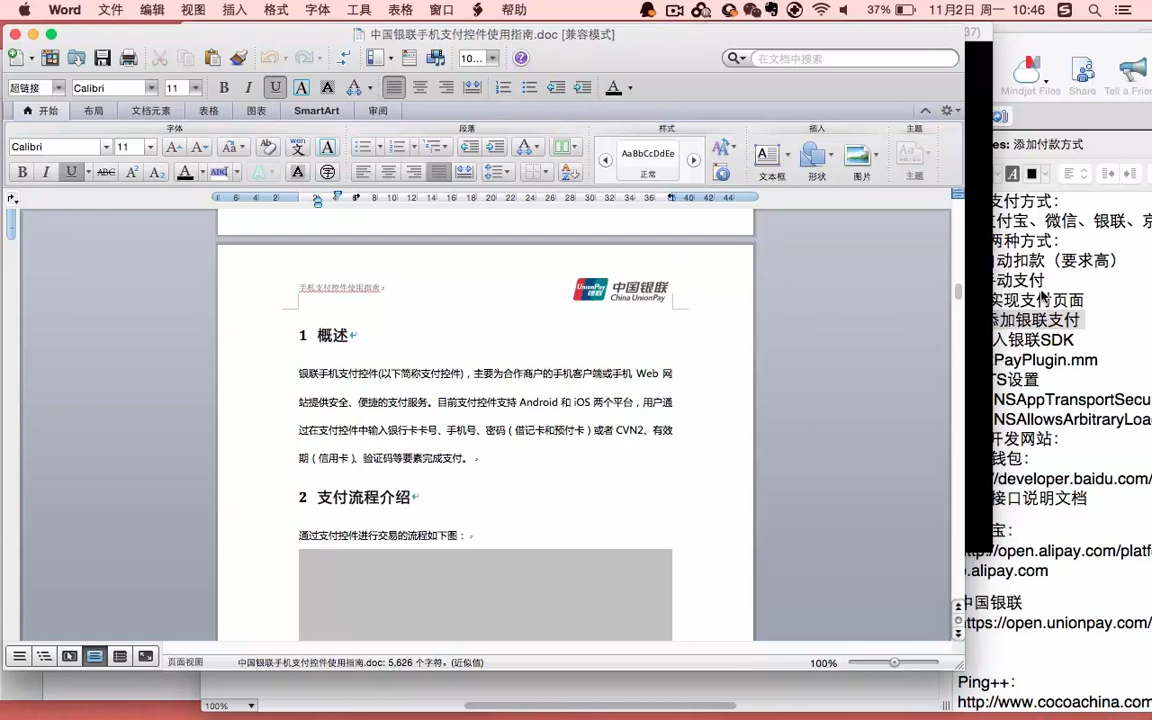 Word 文件 编辑 视图 插入 格式 字体 工具 表格 窗口 帮助
37% 11月2日 周一 10:46
中国银联手机支付控件使用指南.doc [兼容模式]
37)
10...
在文档中搜索
Mindjet Files Share Tell a Frien
超链接 Calibri 11
开始 布局 文档元素 表格 图表 SmartArt 审阅
字体 段落 样式 插入 主题
Calibri 11
AaBbCcDdEe
正常
文本框 形状 图片 主题
手机支付控件使用指南
UnionPay 银联 中国银联
China UnionPay
1 概述
银联手机支付控件(以下简称支付控件)，主要为合作商户的手机客户端或手机 Web 网
站提供安全、便捷的支付服务。目前支付控件支持 Android 和 iOS 两个平台，用户通
过在支付控件中输入银行卡卡号、手机号、密码（借记卡和预付卡）或者 CVN2、有效
期（信用卡）、验证码等要素完成支付。
2 支付流程介绍
通过支付控件进行交易的流程如下图：
页面视图 中国银联手机支付控件使用指南.doc: 5,626 个字符。(近似值) 100%
100%
es: 添加付款方式
支付方式：
付宝、微信、银联、京
两种方式：
动扣款（要求高）
动支付
实现支付页面
添加银联支付
入银联SDK
PayPlugin.mm
TS设置
NSAppTransportSecu
NSAllowsArbitraryLoa
开发网站：
钱包：
/developer.baidu.com/
接口说明文档
宝：
http://open.alipay.com/platf
.alipay.com
中国银联
https://open.unionpay.com/
Ping++：
http://www.cocoachina.com